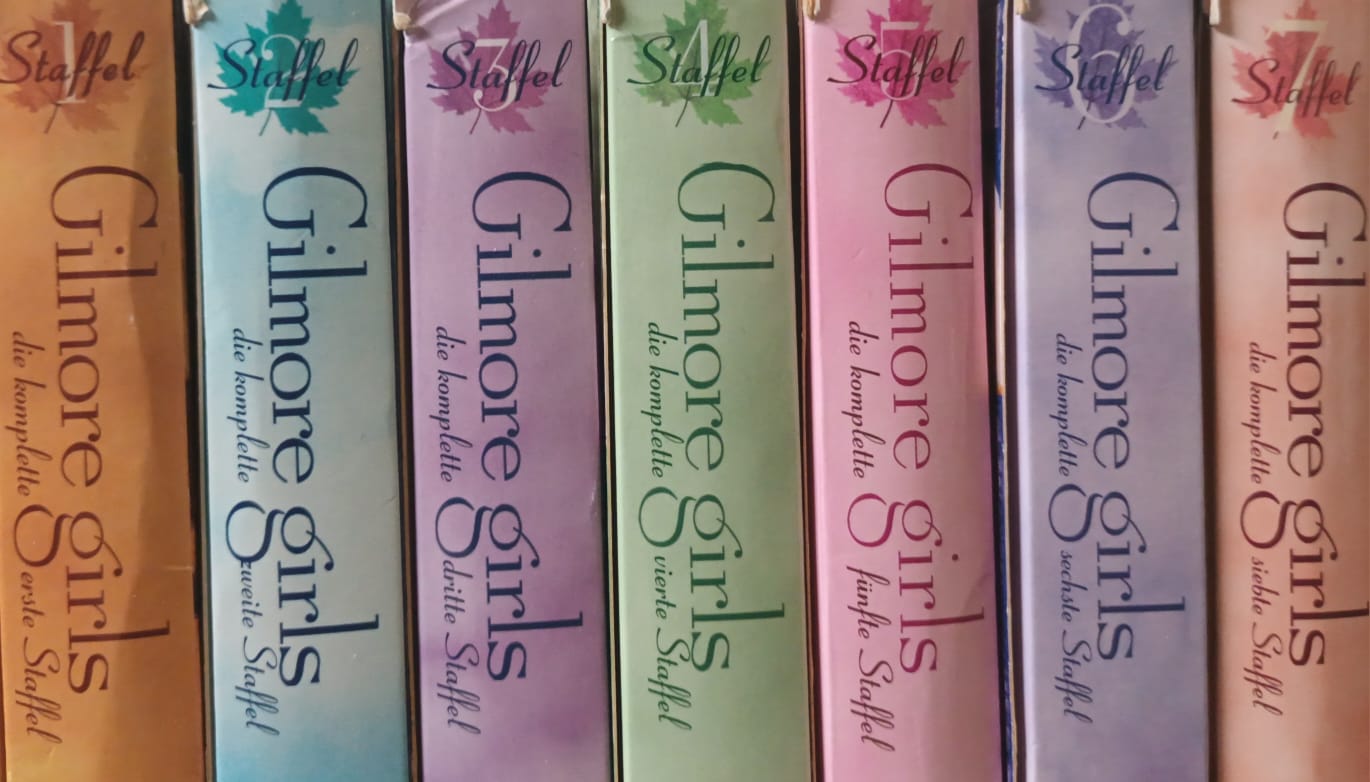 Staffel 1
Gilmore girls
die komplette erste Staffel
Staffel 2
Gilmore girls
die komplette zweite Staffel
Staffel 3
Gilmore girls
die komplette dritte Staffel
Staffel 4
Gilmore girls
die komplette vierte Staffel
Staffel 5
Gilmore girls
die komplette fünfte Staffel
Staffel 6
Gilmore girls
die komplette sechste Staffel
Staffel 7
Gilmore girls
die komplette siebte Staffel